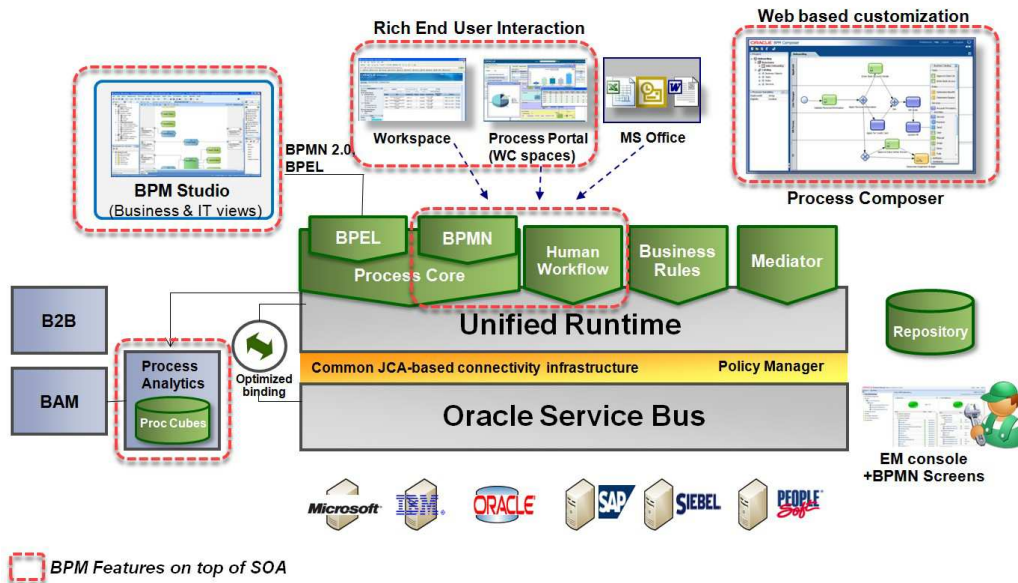 Web based customization
Rich End User Interaction
ORACLE BPM Composer
Workspace
Process Portal
(WC spaces)
MS Office
BPMN 2.0,
BPEL
BPM Studio
(Business & IT views)
Process Composer
BPEL
BPMN
Process Core
Human
Workflow
Business
Rules
Mediator
B2B
Unified Runtime
Repository
Process
Analytics
Proc Cubes
BAM
Optimized
binding
Common JCA-based connectivity infrastructure
Policy Manager
Oracle Service Bus
EM console
+BPMN Screens
Microsoft
IBM
ORACLE
SAP
SIEBEL
PEOPLE
Soft
BPM Features on top of SOA